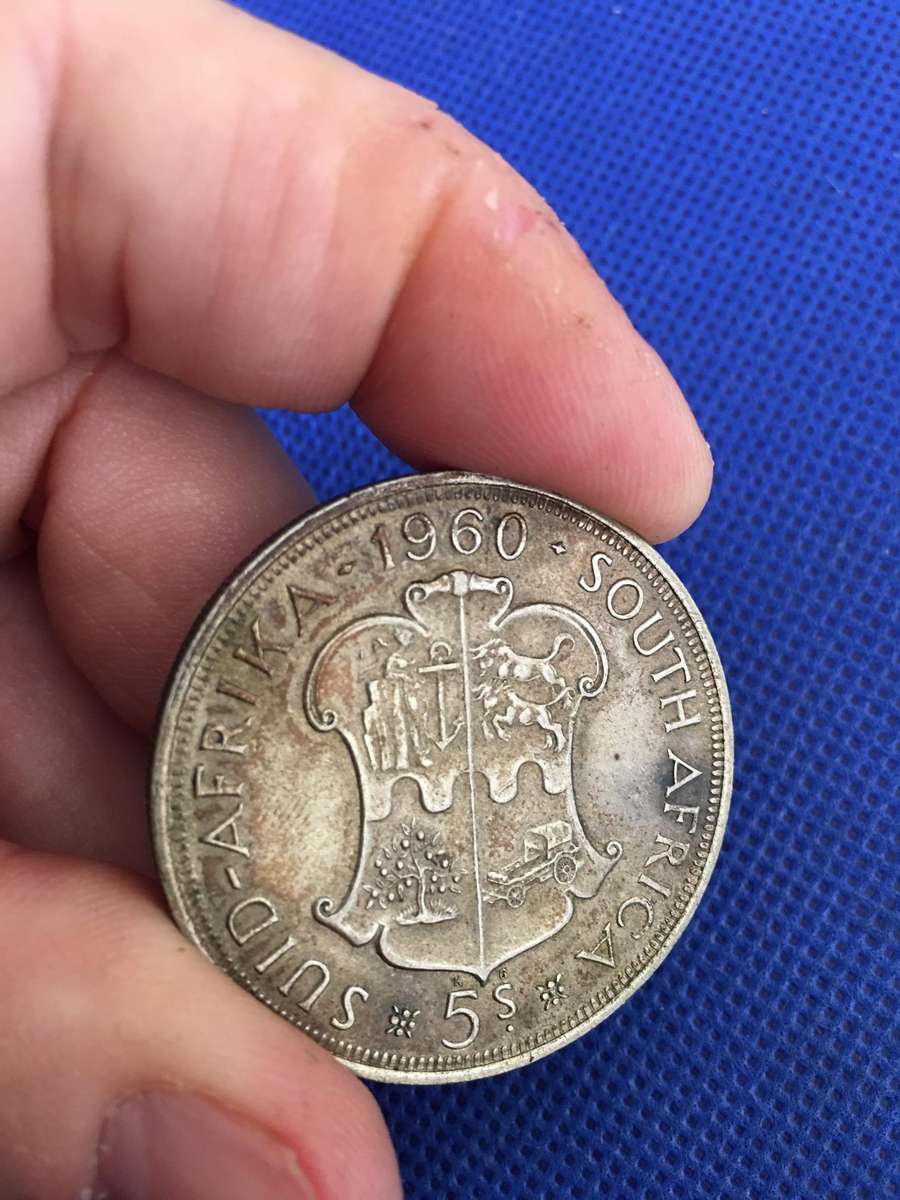 SUID-AFRIKA · 1960 · SOUTH AFRICA
K G
5S.